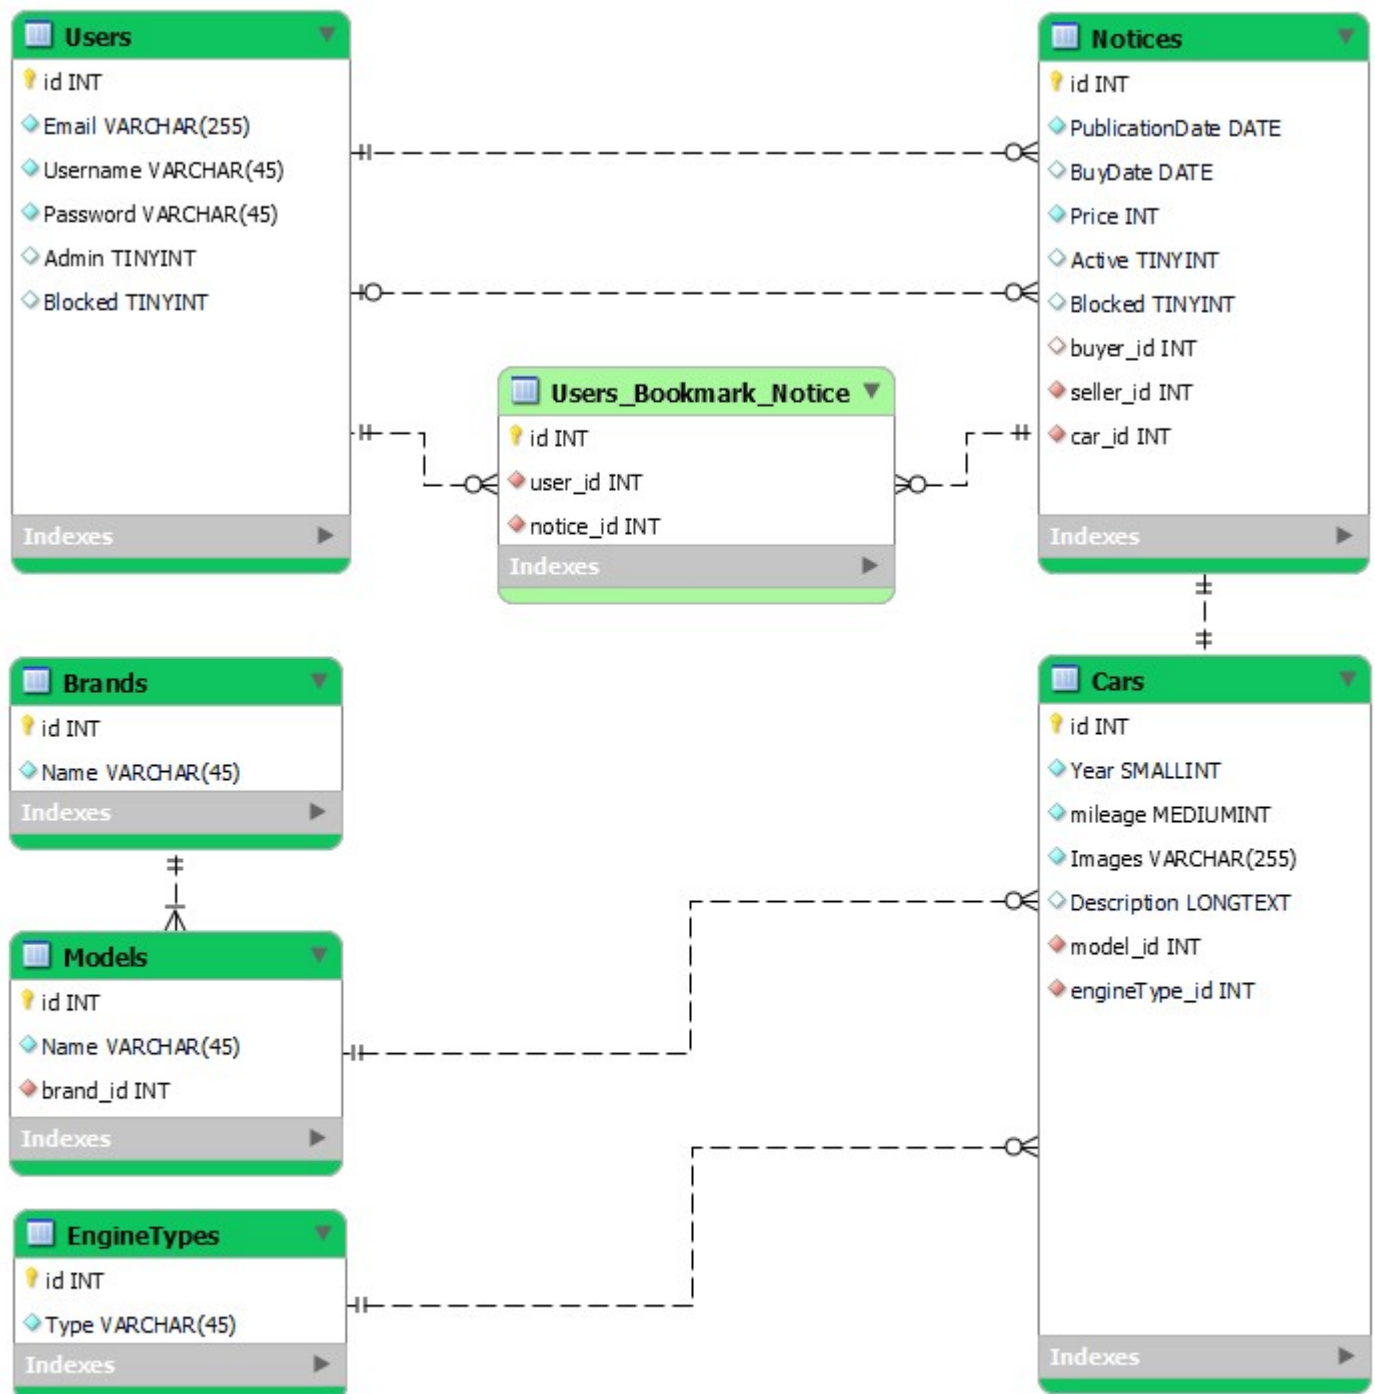 Users
id INT
Email VARCHAR(255)
Username VARCHAR(45)
Password VARCHAR(45)
Admin TINYINT
Blocked TINYINT
Indexes
Notices
id INT
PublicationDate DATE
BuyDate DATE
Price INT
Active TINYINT
Blocked TINYINT
buyer_id INT
seller_id INT
car_id INT
Indexes
Users_Bookmark_Notice
id INT
user_id INT
notice_id INT
Indexes
Brands
id INT
Name VARCHAR(45)
Indexes
Models
id INT
Name VARCHAR(45)
brand_id INT
Indexes
EngineTypes
id INT
Type VARCHAR(45)
Indexes
Cars
id INT
Year SMALLINT
mileage MEDIUMINT
Images VARCHAR(255)
Description LONGTEXT
model_id INT
engineType_id INT
Indexes